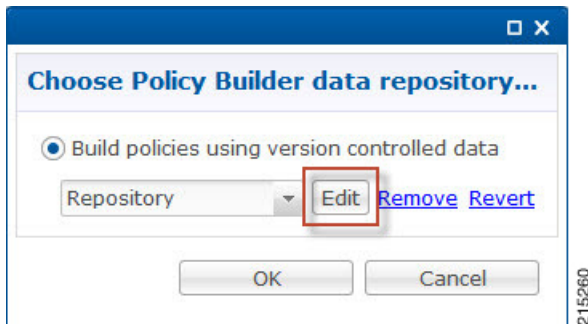 Choose Policy Builder data repository...
Build policies using version controlled data
Repository Edit Remove Revert
OK Cancel
215260